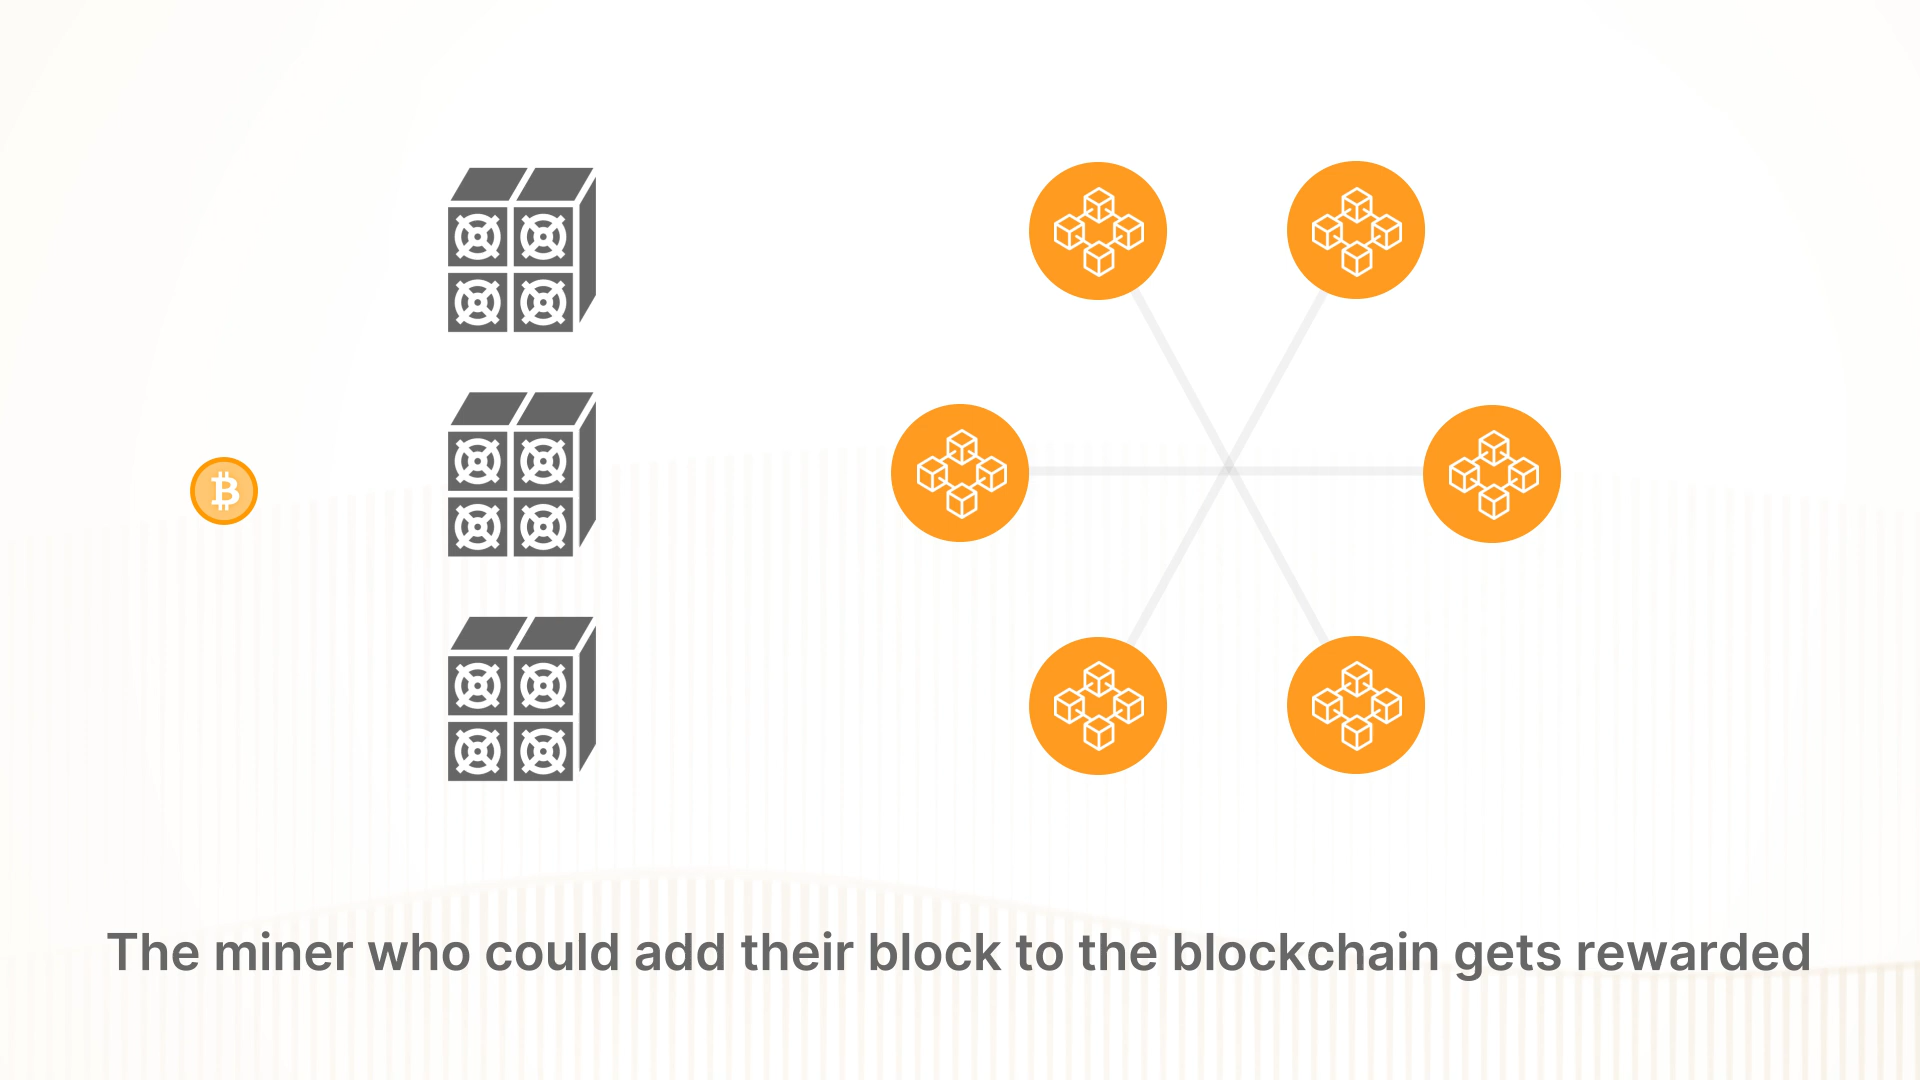 The miner who could add their block to the blockchain gets rewarded